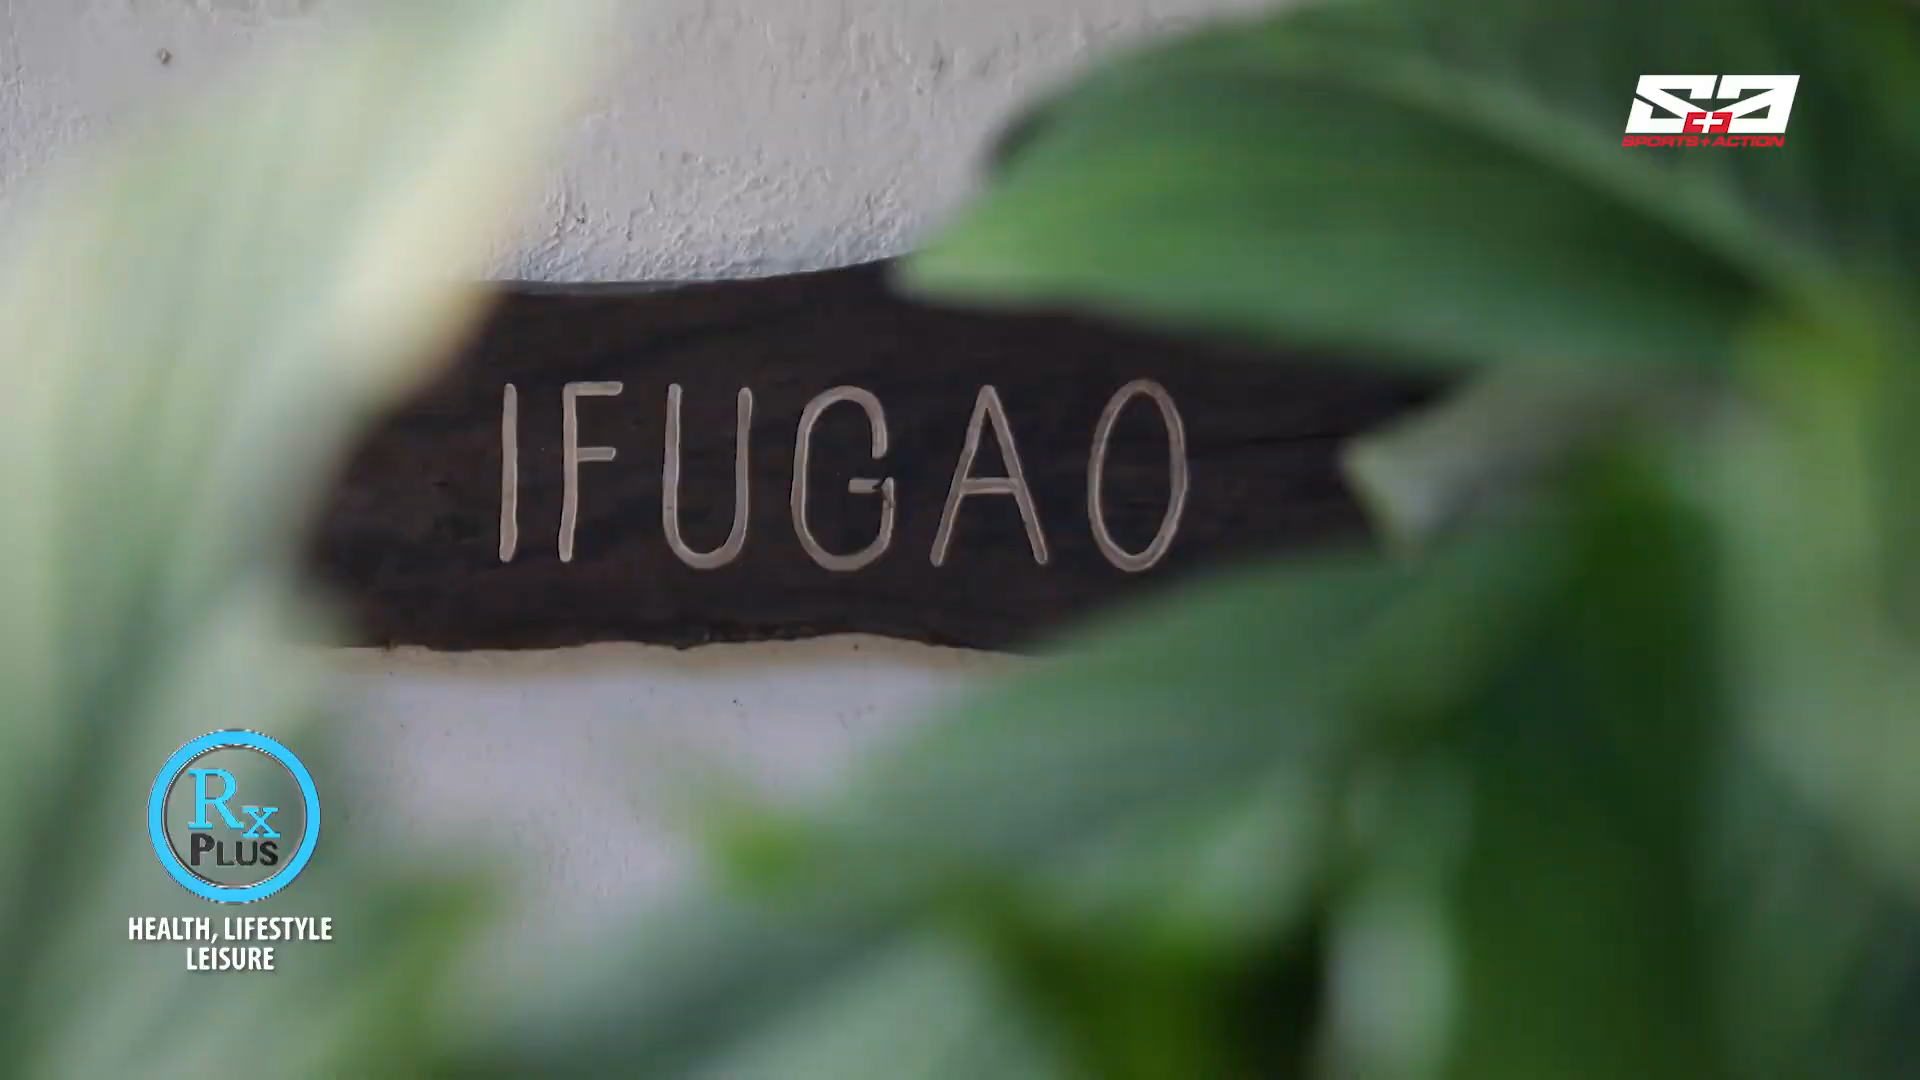 S+A
SPORTS+ACTION
IFUGAO
Rx
PLUS
HEALTH, LIFESTYLE
LEISURE